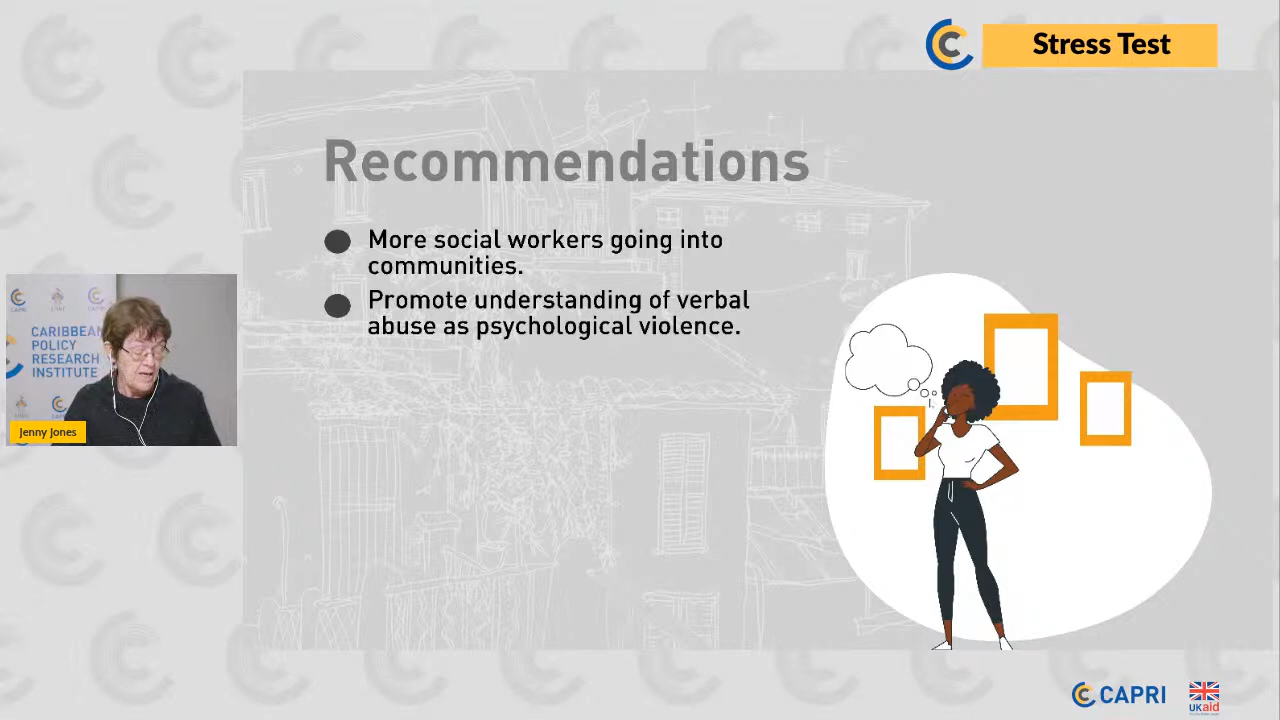 Stress Test
Recommendations
More social workers going into
communities.
Promote understanding of verbal
abuse as psychological violence.
CAPRI
CARIBBEAN
POLICY
RESEARCH
INSTITUTE
Jenny Jones
CAPRI
UKaid